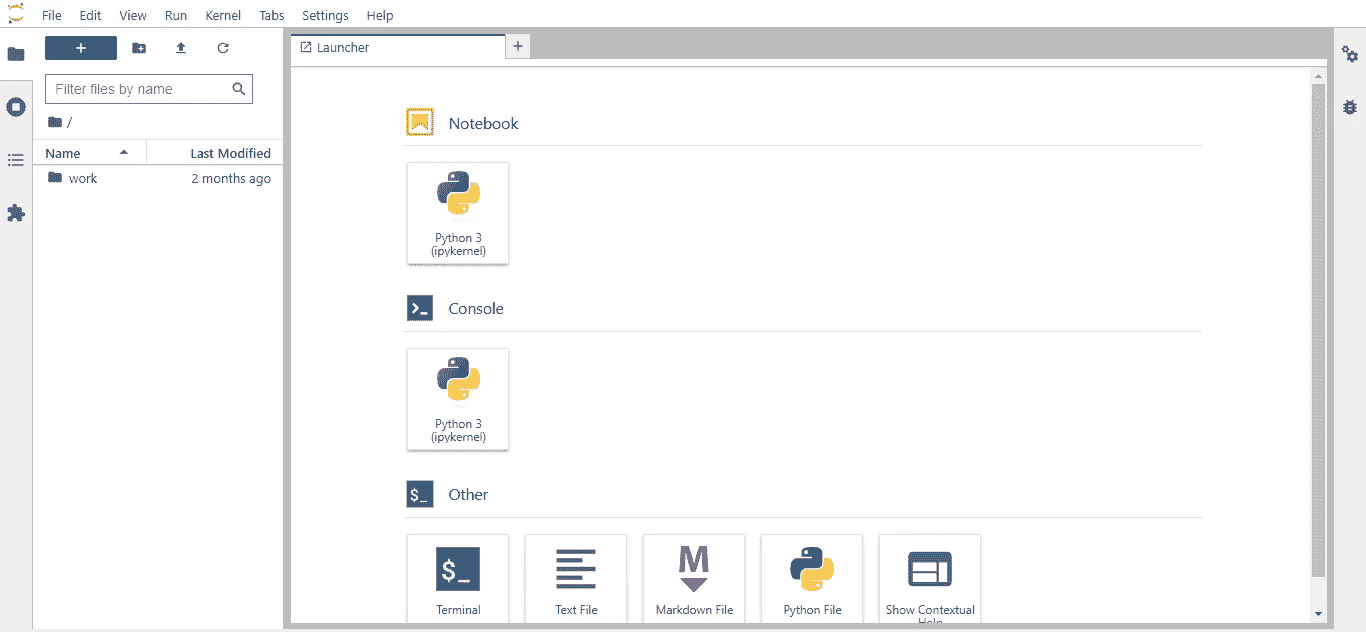 File Edit View Run Kernel Tabs Settings Help
+
Launcher
+
Filter files by name
/
Name Last Modified
work 2 months ago
Notebook
Python 3
(ipykernel)
>_ Console
Python 3
(ipykernel)
$_ Other
$_
Terminal
Text File
M
Markdown File
Python File
Show Contextual
Help